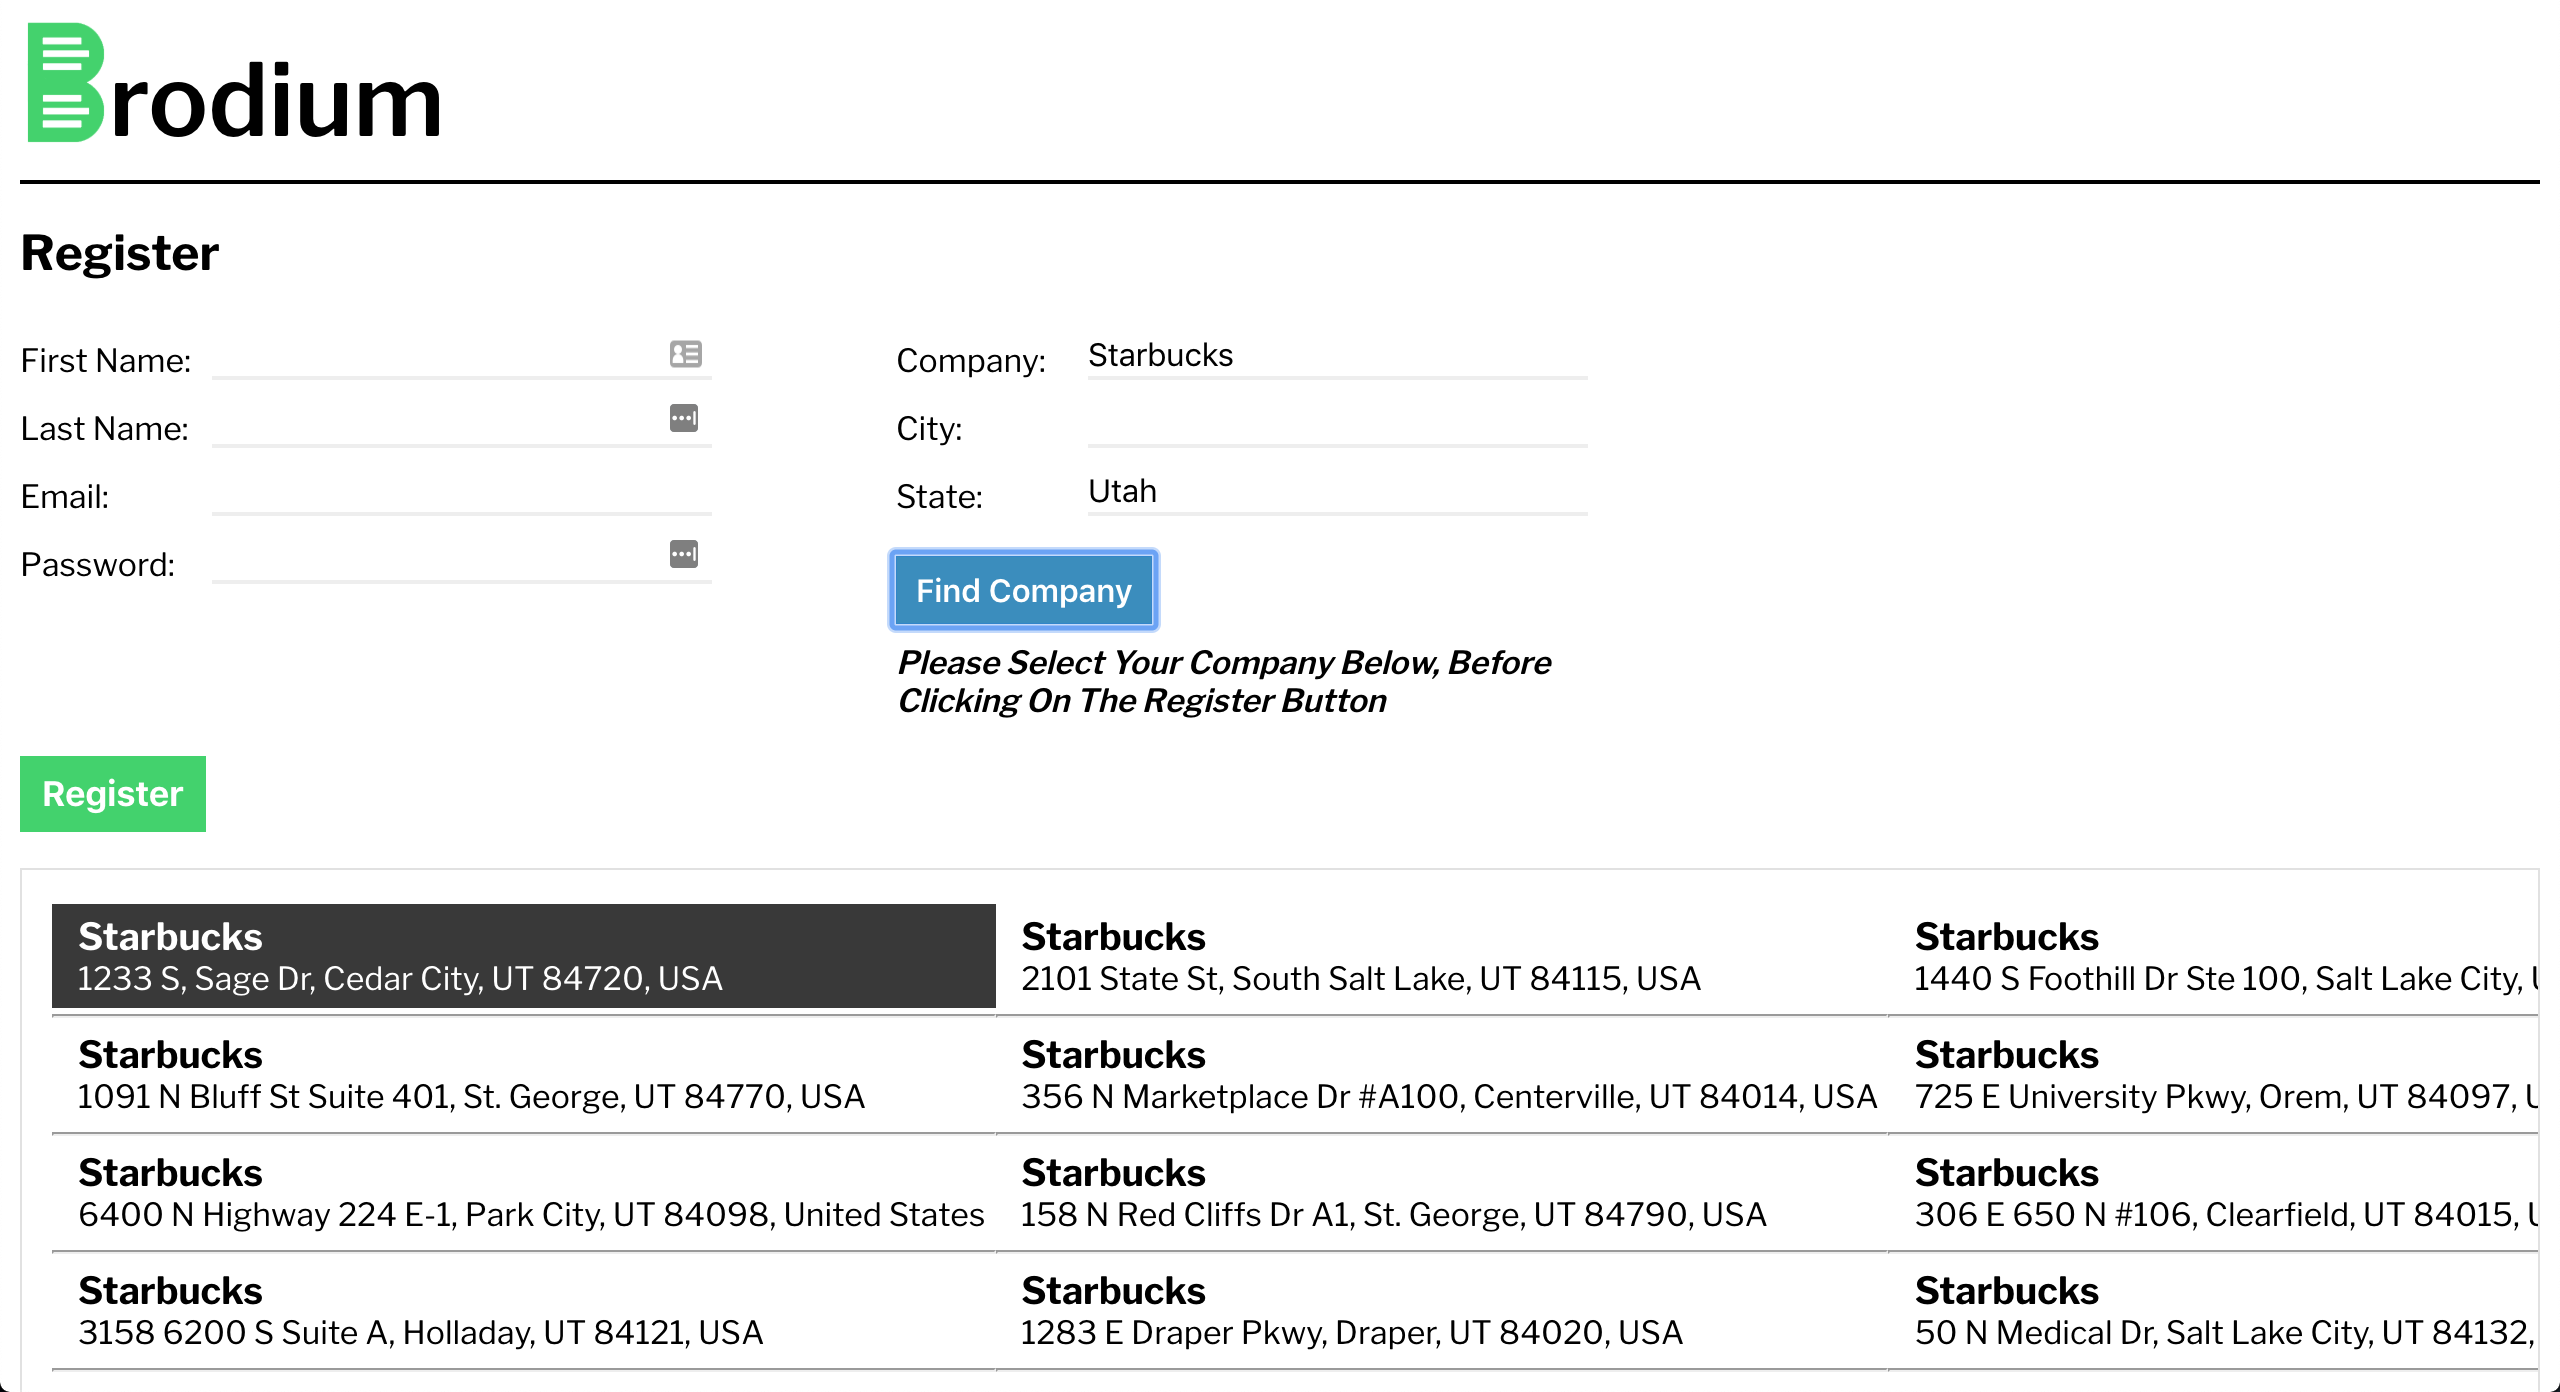 Brodium
Register
First Name:
Last Name:
Email:
Password:
Company: Starbucks
City:
State: Utah
Find Company
Please Select Your Company Below, Before
Clicking On The Register Button
Register
Starbucks
1233 S, Sage Dr, Cedar City, UT 84720, USA
Starbucks
2101 State St, South Salt Lake, UT 84115, USA
Starbucks
1440 S Foothill Dr Ste 100, Salt Lake City,
Starbucks
1091 N Bluff St Suite 401, St. George, UT 84770, USA
Starbucks
356 N Marketplace Dr #A100, Centerville, UT 84014, USA
Starbucks
725 E University Pkwy, Orem, UT 84097,
Starbucks
6400 N Highway 224 E-1, Park City, UT 84098, United States
Starbucks
158 N Red Cliffs Dr A1, St. George, UT 84790, USA
Starbucks
306 E 650 N #106, Clearfield, UT 84015,
Starbucks
3158 6200 S Suite A, Holladay, UT 84121, USA
Starbucks
1283 E Draper Pkwy, Draper, UT 84020, USA
Starbucks
50 N Medical Dr, Salt Lake City, UT 84132,